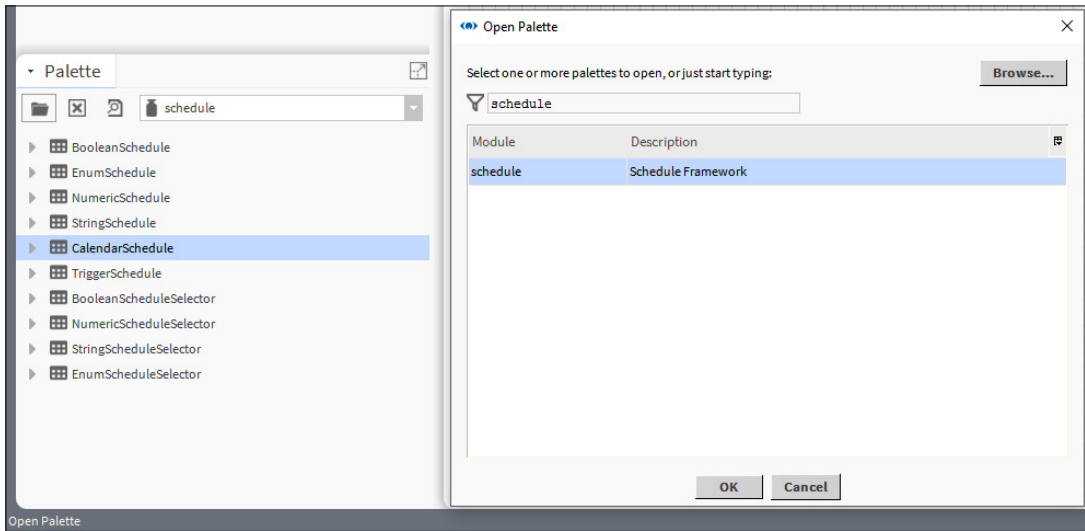 Palette
schedule
BooleanSchedule
EnumSchedule
NumericSchedule
StringSchedule
CalendarSchedule
TriggerSchedule
BooleanScheduleSelector
NumericScheduleSelector
StringScheduleSelector
EnumScheduleSelector
Open Palette
Open Palette
Select one or more palettes to open, or just start typing:
Browse...
schedule
Module Description
schedule Schedule Framework
OK Cancel